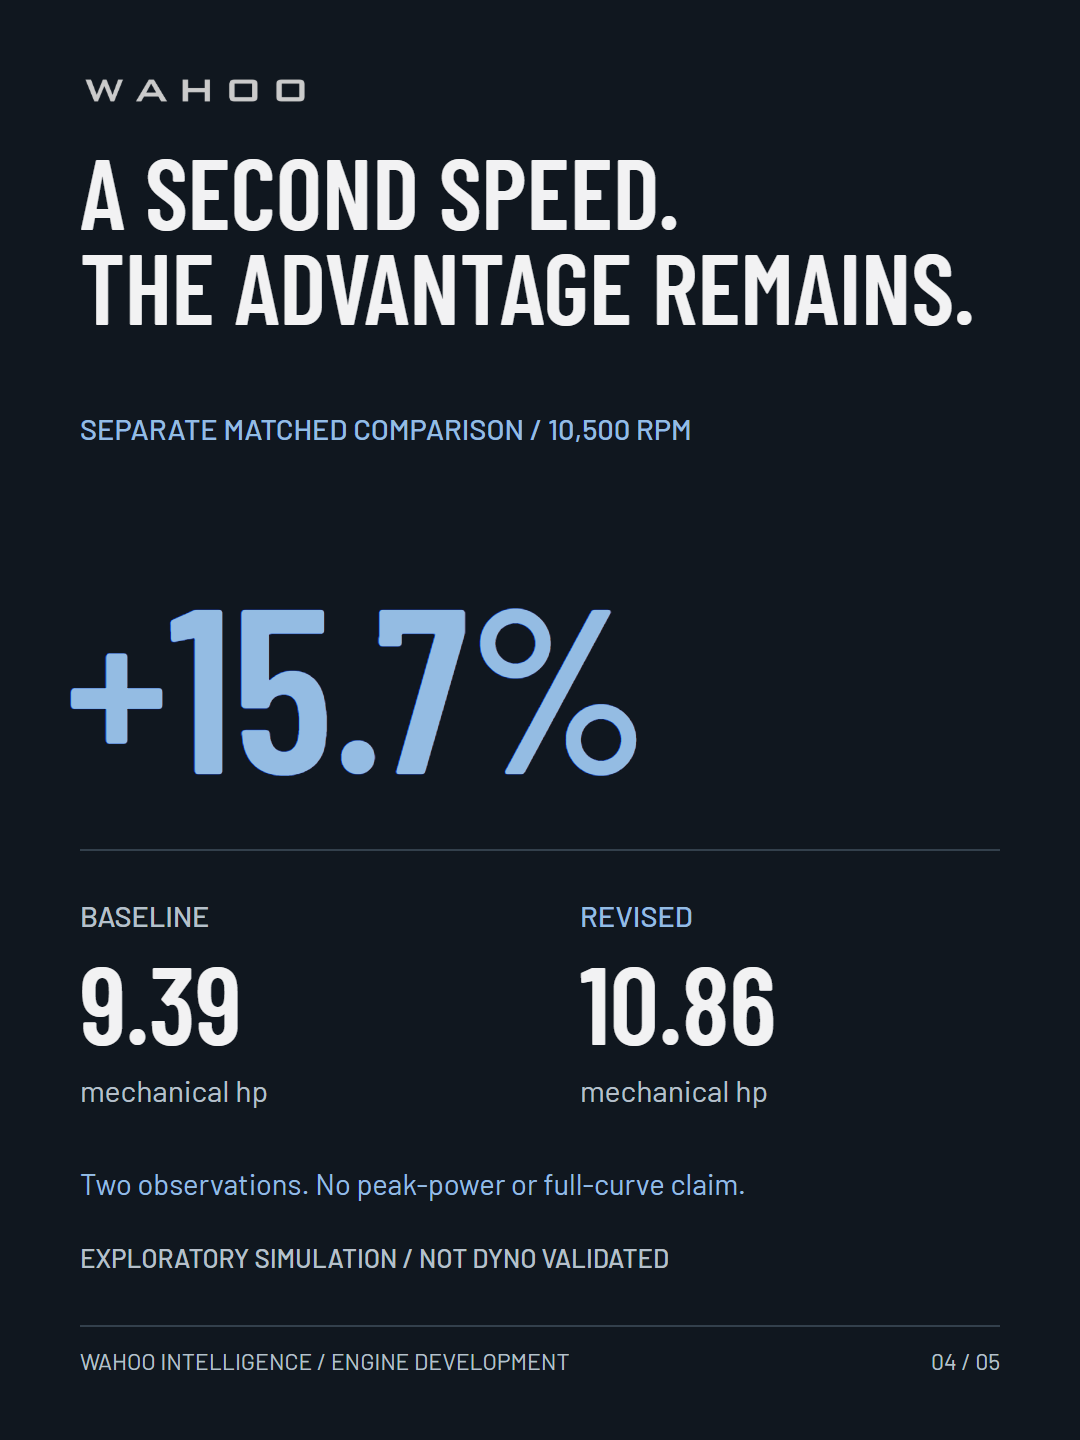 WAHOO
A SECOND SPEED.
THE ADVANTAGE REMAINS.
SEPARATE MATCHED COMPARISON / 10,500 RPM
+15.7%
BASELINE
9.39
mechanical hp
REVISED
10.86
mechanical hp
Two observations. No peak-power or full-curve claim.
EXPLORATORY SIMULATION / NOT DYNO VALIDATED
WAHOO INTELLIGENCE / ENGINE DEVELOPMENT
04 / 05